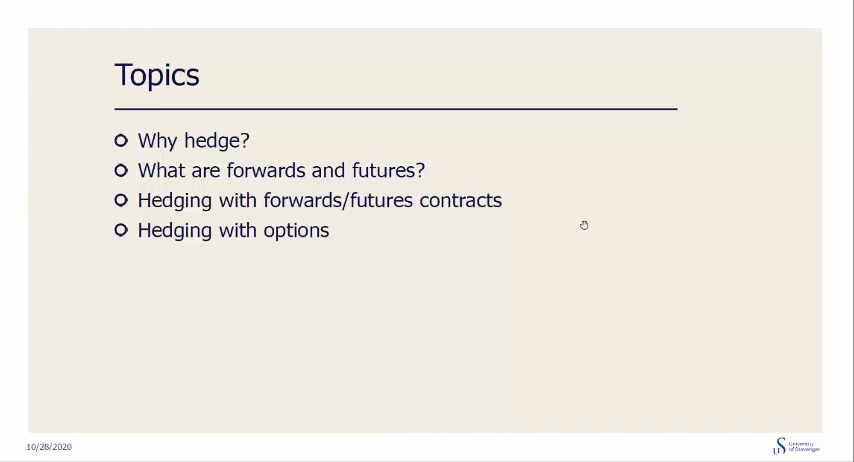 Topics
Why hedge?
What are forwards and futures?
Hedging with forwards/futures contracts
Hedging with options
10/28/2020
University
of Stavanger